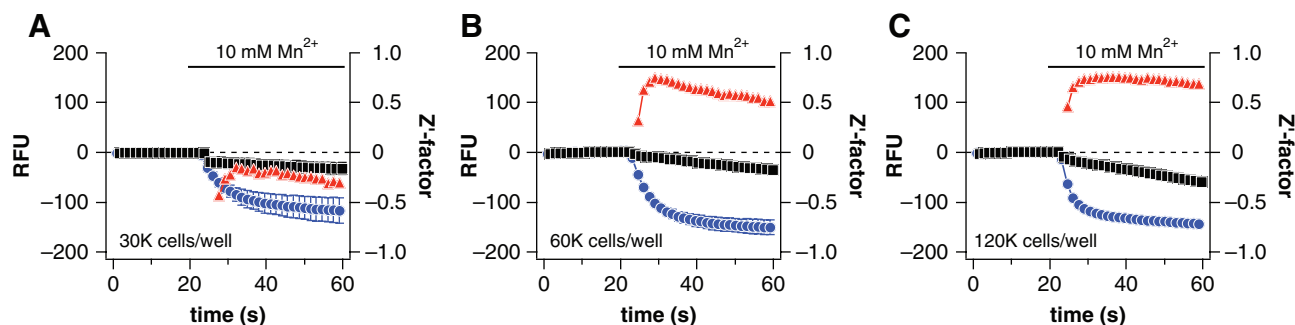 A
B
C
10 mM Mn2+
10 mM Mn2+
10 mM Mn2+
200
100
0
–100
–200
RFU
1.0
0.5
0
–0.5
–1.0
Z'-factor
30K cells/well
0
20
40
60
time (s)
200
100
0
–100
–200
RFU
1.0
0.5
0
–0.5
–1.0
Z'-factor
60K cells/well
0
20
40
60
time (s)
200
100
0
–100
–200
RFU
1.0
0.5
0
–0.5
–1.0
Z'-factor
120K cells/well
0
20
40
60
time (s)